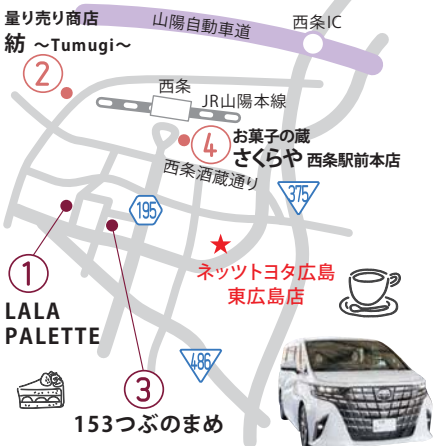 量り売り商店
紡 ～Tumugi～
山陽自動車道
西条IC
②
西条
JR山陽本線
④
お菓子の蔵
さくらや 西条駅前本店
西条酒蔵通り
195
375
①
LALA
PALETTE
★
ネッツトヨタ広島
東広島店
486
③
153つぶのまめ